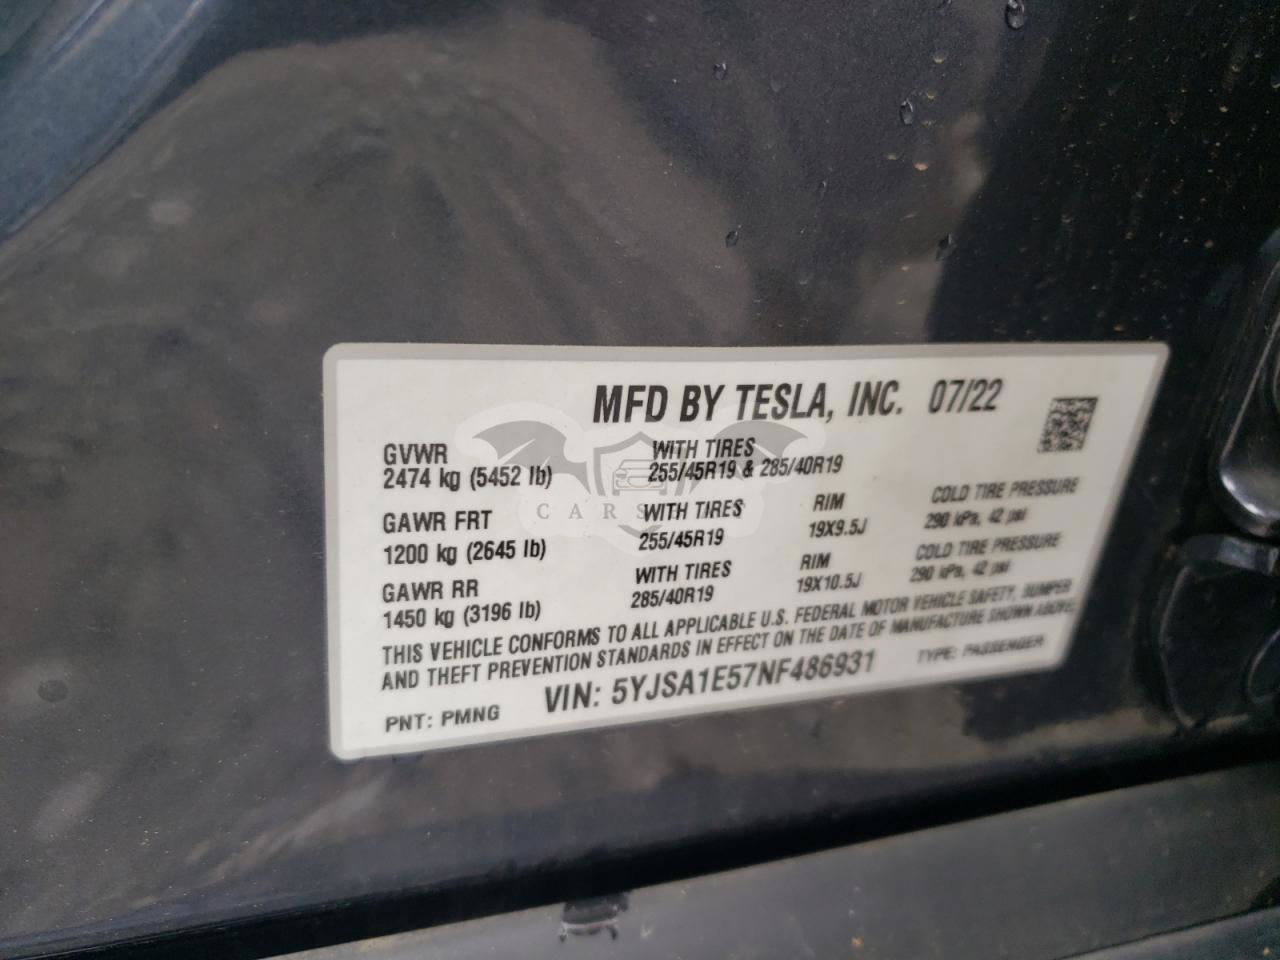 MFD BY TESLA, INC. 07/22
GVWR
2474 kg (5452 lb)
WITH TIRES
255/45R19 & 285/40R19
GAWR FRT
1200 kg (2645 lb)
WITH TIRES
255/45R19
RIM
19X9.5J
COLD TIRE PRESSURE
290 kPa, 42 psi
GAWR RR
1450 kg (3196 lb)
WITH TIRES
285/40R19
RIM
19X10.5J
COLD TIRE PRESSURE
290 kPa, 42 psi
THIS VEHICLE CONFORMS TO ALL APPLICABLE U.S. FEDERAL MOTOR VEHICLE SAFETY, BUMPER
AND THEFT PREVENTION STANDARDS IN EFFECT ON THE DATE OF MANUFACTURE SHOWN ABOVE.
PNT: PMNG
VIN: 5YJSA1E57NF486931
TYPE: PASSENGER
CARS